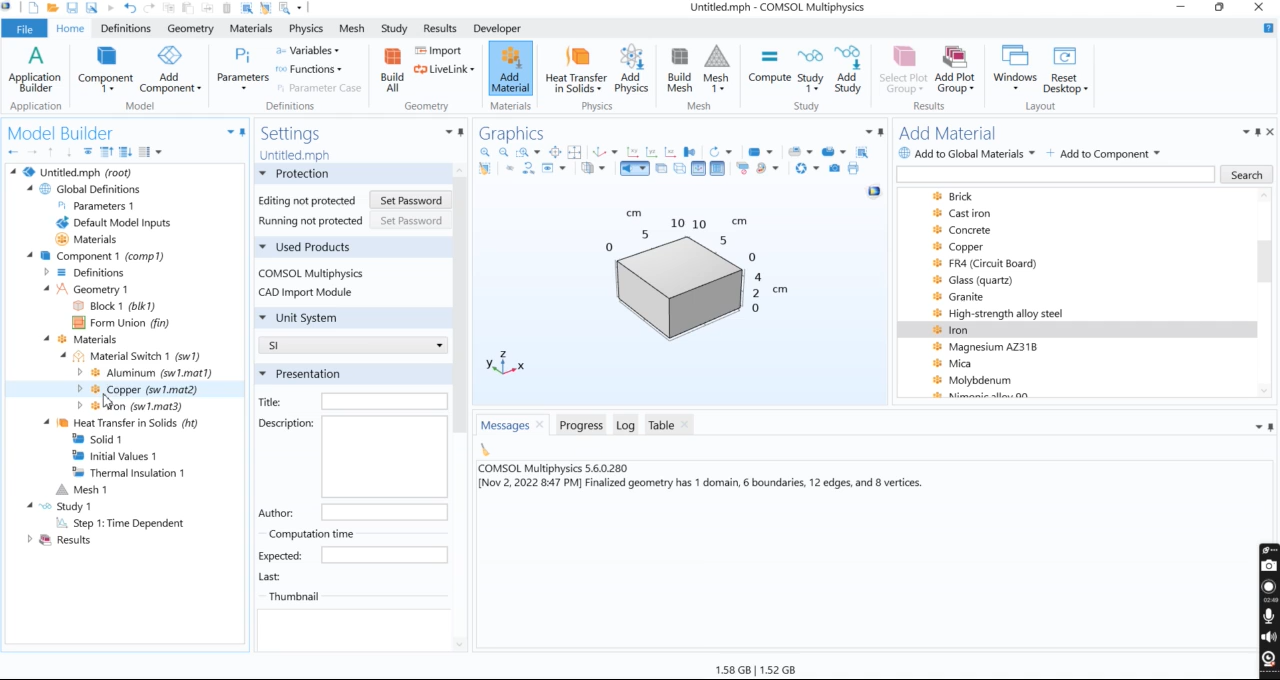 Untitled.mph - COMSOL Multiphysics
File Home Definitions Geometry Materials Physics Mesh Study Results Developer
Application Builder
Component 1
Add Component
Parameters
a= Variables
f(x) Functions
Pi Parameter Case
Build All
Import
LiveLink
Add Material
Heat Transfer in Solids
Add Physics
Build Mesh
Mesh 1
Compute
Study 1
Add Study
Select Plot Group
Add Plot Group
Windows
Reset Desktop
Application Model Definitions Geometry Materials Physics Mesh Study Results Layout
Model Builder
Untitled.mph (root)
Global Definitions
Pi Parameters 1
Default Model Inputs
Materials
Component 1 (comp1)
Definitions
Geometry 1
Block 1 (blk1)
Form Union (fin)
Materials
Material Switch 1 (sw1)
Aluminum (sw1.mat1)
Copper (sw1.mat2)
(sw1.mat3)
Heat Transfer in Solids (ht)
Solid 1
Initial Values 1
Thermal Insulation 1
Mesh 1
Study 1
Step 1: Time Dependent
Results
Settings
Untitled.mph
Protection
Editing not protected Set Password
Running not protected Set Password
Used Products
COMSOL Multiphysics
CAD Import Module
Unit System
SI
Presentation
Title:
Description:
Author:
Computation time
Expected:
Last:
Thumbnail
Graphics
cm
10 10 cm
5 5
0 0
4
2 cm
0
z
y x
Messages Progress Log Table
COMSOL Multiphysics 5.6.0.280
[Nov 2, 2022 8:47 PM] Finalized geometry has 1 domain, 6 boundaries, 12 edges, and 8 vertices.
Add Material
Add to Global Materials + Add to Component
Search
Brick
Cast iron
Concrete
Copper
FR4 (Circuit Board)
Glass (quartz)
Granite
High-strength alloy steel
Iron
Magnesium AZ31B
Mica
Molybdenum
Nimonic alloy 90
02:49
1.58 GB | 1.52 GB